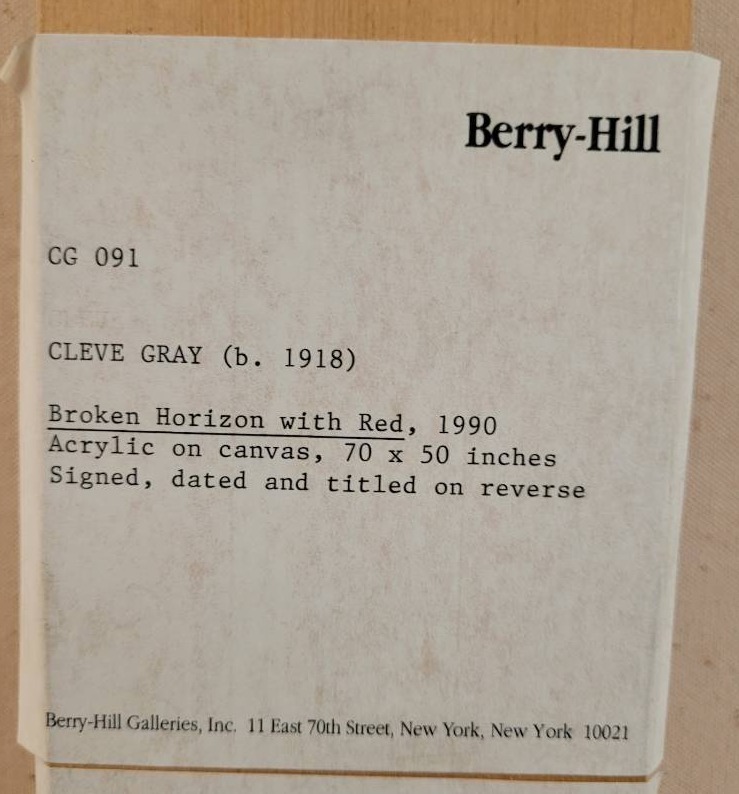 Berry-Hill
CG 091
CLEVE GRAY (b. 1918)
Broken Horizon with Red, 1990
Acrylic on canvas, 70 x 50 inches
Signed, dated and titled on reverse
Berry-Hill Galleries, Inc. 11 East 70th Street, New York, New York 10021